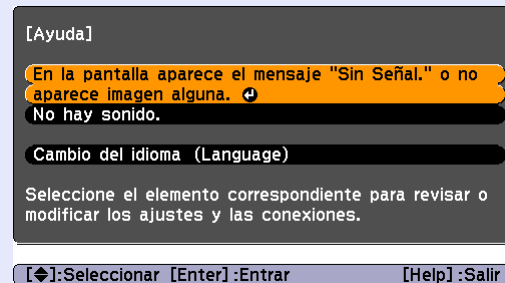 [Ayuda]
En la pantalla aparece el mensaje "Sin Señal." o no
aparece imagen alguna.
No hay sonido.
Cambio del idioma (Language)
Seleccione el elemento correspondiente para revisar o
modificar los ajustes y las conexiones.
[◆]:Seleccionar [Enter]:Entrar [Help]:Salir